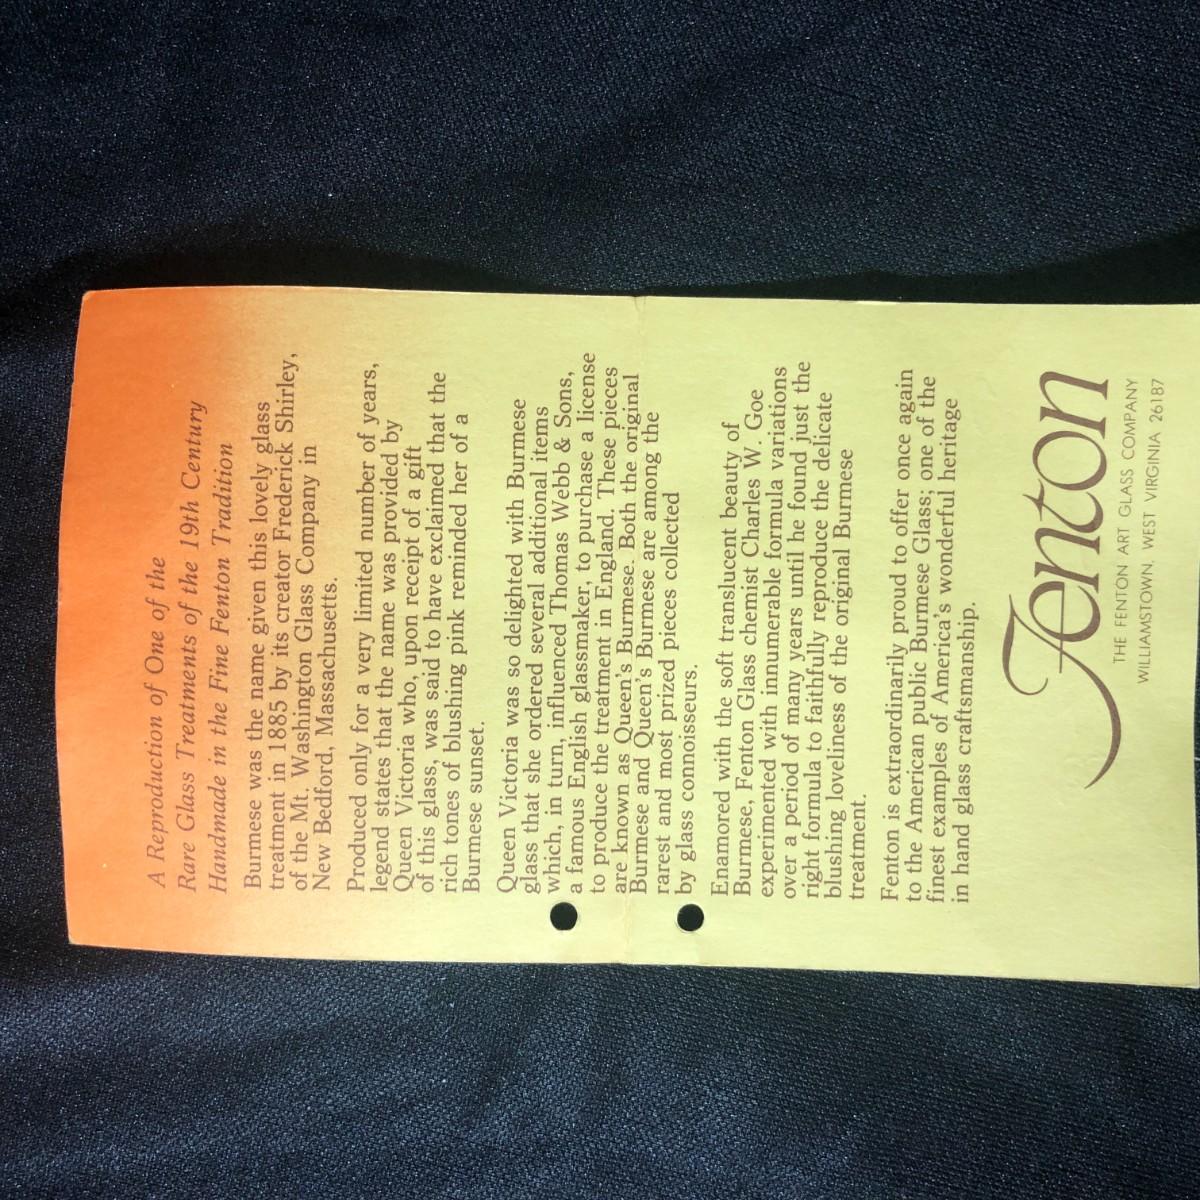 A Reproduction of One of the
Rare Glass Treatments of the 19th Century
Handmade in the Fine Fenton Tradition
Burmese was the name given this lovely glass
treatment in 1885 by its creator Frederick Shirley,
of the Mt. Washington Glass Company in
New Bedford, Massachusetts.
Produced only for a very limited number of years,
legend states that the name was provided by
Queen Victoria who, upon receipt of a gift
of this glass, was said to have exclaimed that the
rich tones of blushing pink reminded her of a
Burmese sunset.
Queen Victoria was so delighted with Burmese
glass that she ordered several additional items
which, in turn, influenced Thomas Webb & Sons,
a famous English glassmaker, to purchase a license
to produce the treatment in England. These pieces
are known as Queen's Burmese. Both the original
Burmese and Queen's Burmese are among the
rarest and most prized pieces collected
by glass connoisseurs.
Enamored with the soft translucent beauty of
Burmese, Fenton Glass chemist Charles W. Goe
experimented with innumerable formula variations
over a period of many years until he found just the
right formula to faithfully reproduce the delicate
blushing loveliness of the original Burmese
treatment.
Fenton is extraordinarily proud to offer once again
to the American public Burmese Glass; one of the
finest examples of America's wonderful heritage
in hand glass craftsmanship.
Fenton
THE FENTON ART GLASS COMPANY
WILLIAMSTOWN, WEST VIRGINIA 26187